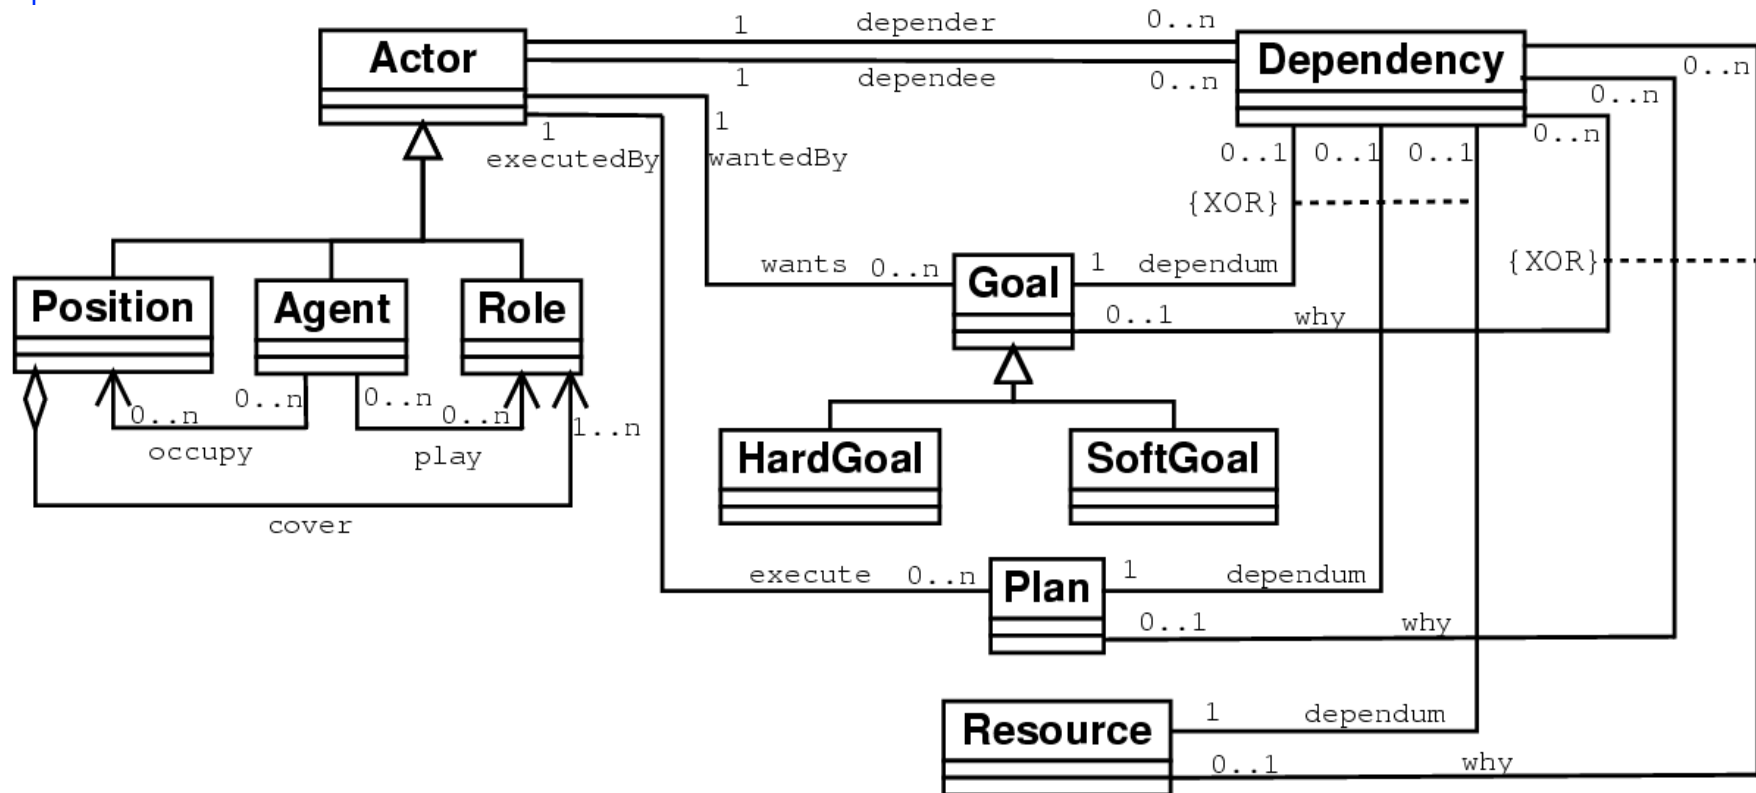 1 depender 0..n
Actor Dependency
1 dependee 0..n
0..n
0..n
1 1 0..n
executedBy wantedBy 0..1 0..1 0..1
{XOR}
wants 0..n Goal 1 dependum {XOR}
Position Agent Role
0..1 why
0..n 0..n 0..n 0..n 1..n
occupy play
HardGoal SoftGoal
cover
execute 0..n Plan 1 dependum
0..1 why
Resource 1 dependum
0..1 why